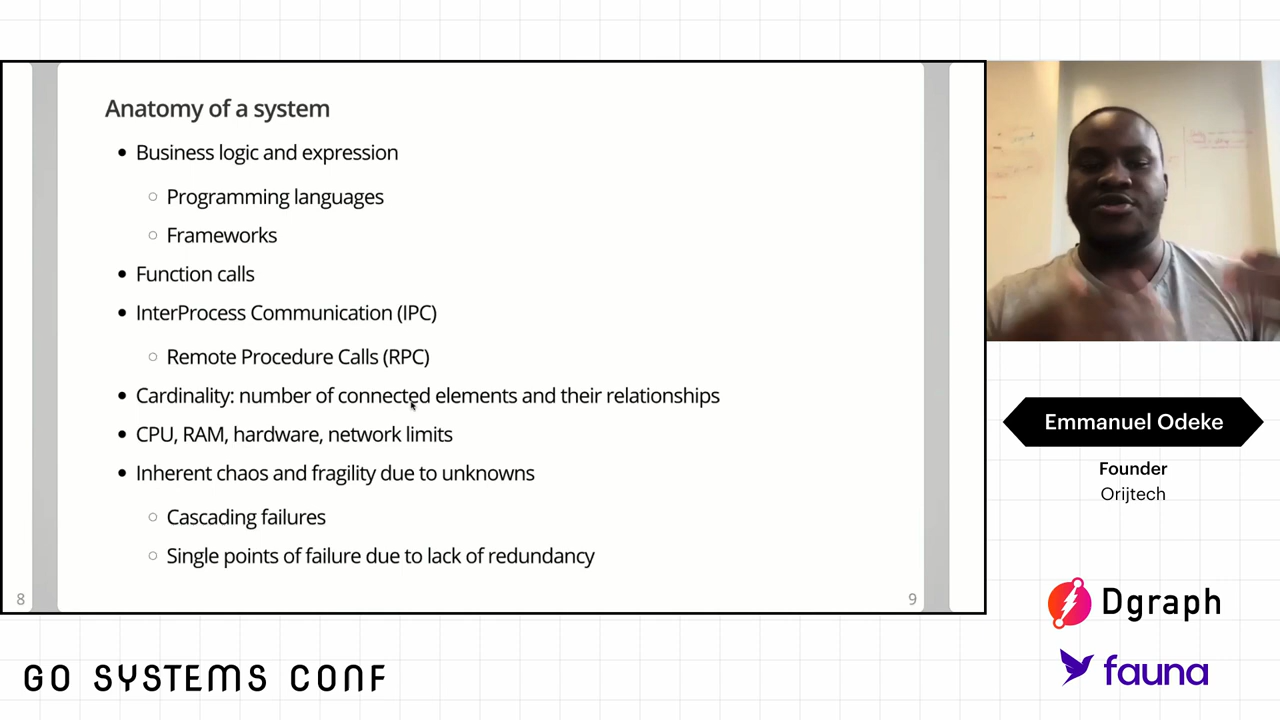 Anatomy of a system
• Business logic and expression
○ Programming languages
○ Frameworks
• Function calls
• InterProcess Communication (IPC)
○ Remote Procedure Calls (RPC)
• Cardinality: number of connected elements and their relationships
• CPU, RAM, hardware, network limits
• Inherent chaos and fragility due to unknowns
○ Cascading failures
○ Single points of failure due to lack of redundancy
8
9
Emmanuel Odeke
Founder
Orijtech
Dgraph
fauna
GO SYSTEMS CONF